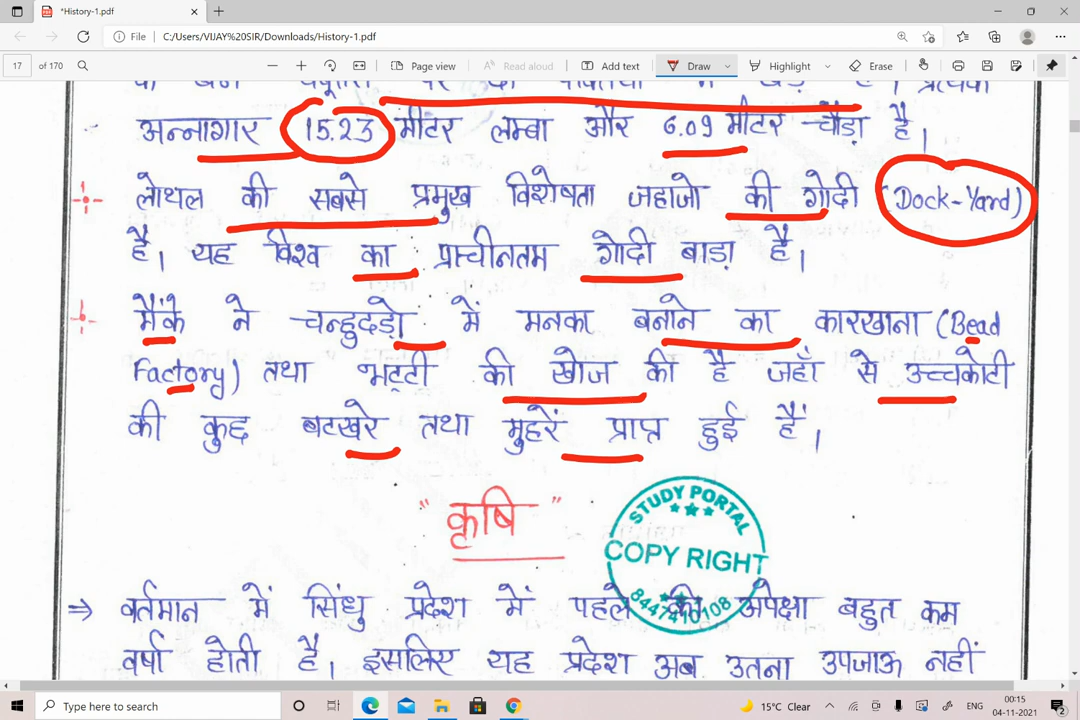 *History-1.pdf
File
C:/Users/VIJAY%20SIR/Downloads/History-1.pdf
17 of 170
Page view
Read aloud
Add text
Draw
Highlight
Erase
अन्नागार 15.23 मीटर लम्बा और 6.09 मीटर चौड़ा है।
लोथल की सबसे प्रमुख विशेषता जहाजो की गोदी (Dock-Yard)
है। यह विश्व का प्राचीनतम गोदी बाड़ा हैं।
मैंके ने चन्हुदड़ो में मनका बनाने का कारखाना (Bead
Factory) तथा भट्टी की खोज की है जहाँ से उच्चकोटी
की कुछ बटखरे तथा मुहरें प्राप्त हुई हैं।
"कृषि"
STUDY PORTAL
COPY RIGHT
8447410108
⇒ वर्तमान में सिंधु प्रदेश में पहले की अपेक्षा बहुत कम
वर्षा होती है, इसलिए यह प्रदेश अब उतना उपजाऊ नहीं
Type here to search
15°C Clear
ENG
00:15
04-11-2021
2